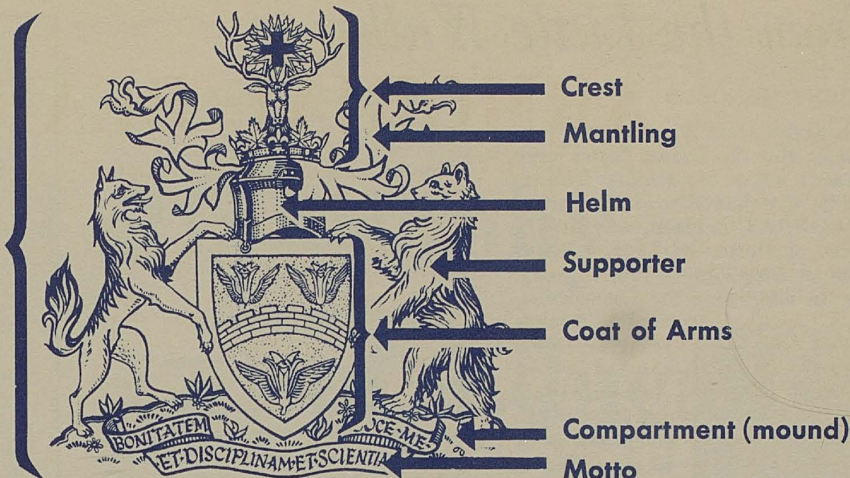 Crest
Mantling
Helm
Supporter
Coat of Arms
Compartment (mound)
BONITATEM
ET·DISCIPLINAM·ET·SCIENTIA
Motto